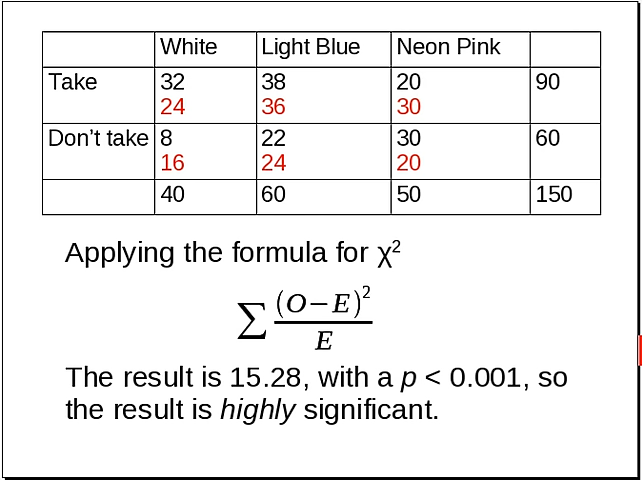 White Light Blue Neon Pink
Take 32 38 20 90
24 36 30
Don't take 8 22 30 60
16 24 20
40 60 50 150
Applying the formula for χ²
∑ (O−E)² / E
The result is 15.28, with a p < 0.001, so
the result is highly significant.